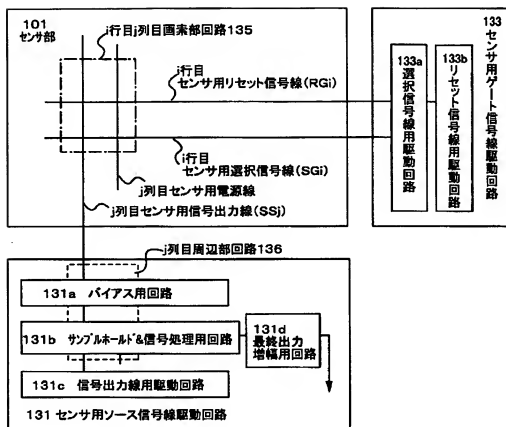 101
センサ部
i行目j列目画素部回路135
i行目
センサ用リセット信号線(RGi)
i行目
センサ用選択信号線(SGi)
j列目センサ用電源線
j列目センサ用信号出力線(SSj)
133a
選択信号線用駆動回路
133b
リセット信号線用駆動回路
133
センサ用ゲート信号線駆動回路
j列目周辺部回路136
131a バイアス用回路
131b サンプルホールド&信号処理用回路
131d
最終出力
増幅用回路
131c 信号出力線用駆動回路
131 センサ用ソース信号線駆動回路